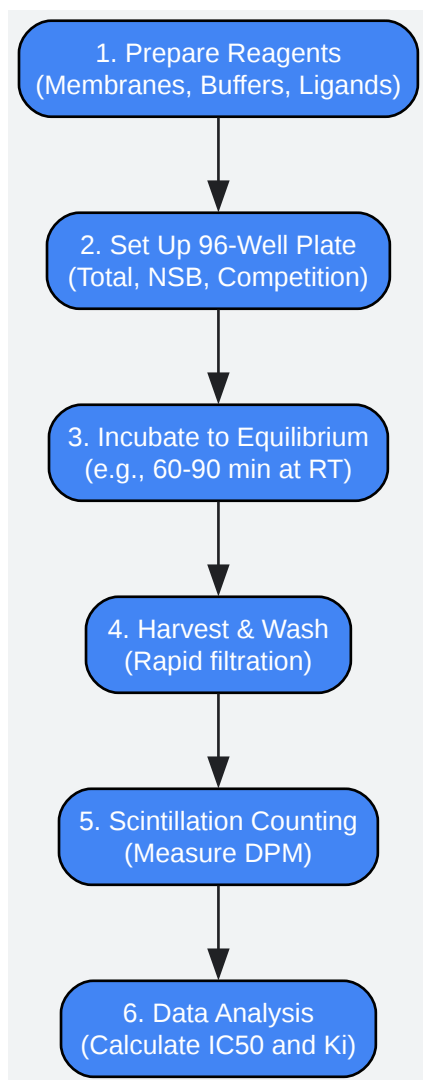 1. Prepare Reagents
(Membranes, Buffers, Ligands)
2. Set Up 96-Well Plate
(Total, NSB, Competition)
3. Incubate to Equilibrium
(e.g., 60-90 min at RT)
4. Harvest & Wash
(Rapid filtration)
5. Scintillation Counting
(Measure DPM)
6. Data Analysis
(Calculate IC50 and Ki)